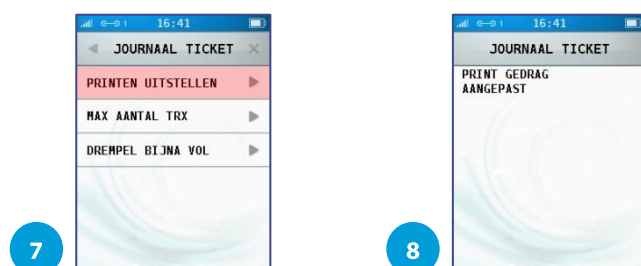 16:41
JOURNAAL TICKET
PRINTEN UITSTELLEN
MAX AANTAL TRX
DREMPEL BIJNA VOL
7
16:41
JOURNAAL TICKET
PRINT GEDRAG
AANGEPAST
8